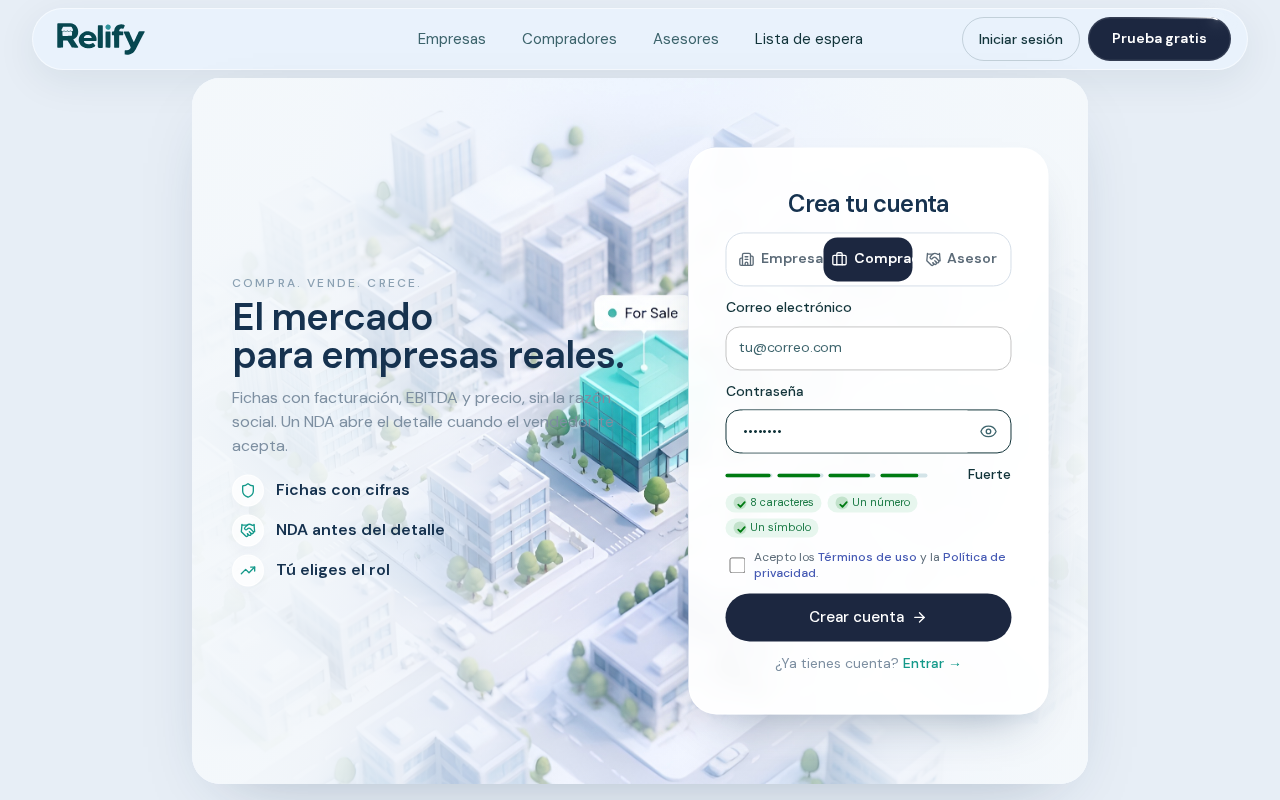 Relify
Empresas
Compradores
Asesores
Lista de espera
Iniciar sesión
Prueba gratis
COMPRA. VENDE. CRECE.
El mercado
para empresas reales.
Fichas con facturación, EBITDA y precio, sin la razón
social. Un NDA abre el detalle cuando el vendedor te
acepta.
Fichas con cifras
NDA antes del detalle
Tú eliges el rol
For Sale
Crea tu cuenta
Empresa
Compra
Asesor
Correo electrónico
tu@correo.com
Contraseña
••••••••
Fuerte
8 caracteres
Un número
Un símbolo
Acepto los Términos de uso y la Política de
privacidad.
Crear cuenta →
¿Ya tienes cuenta? Entrar →